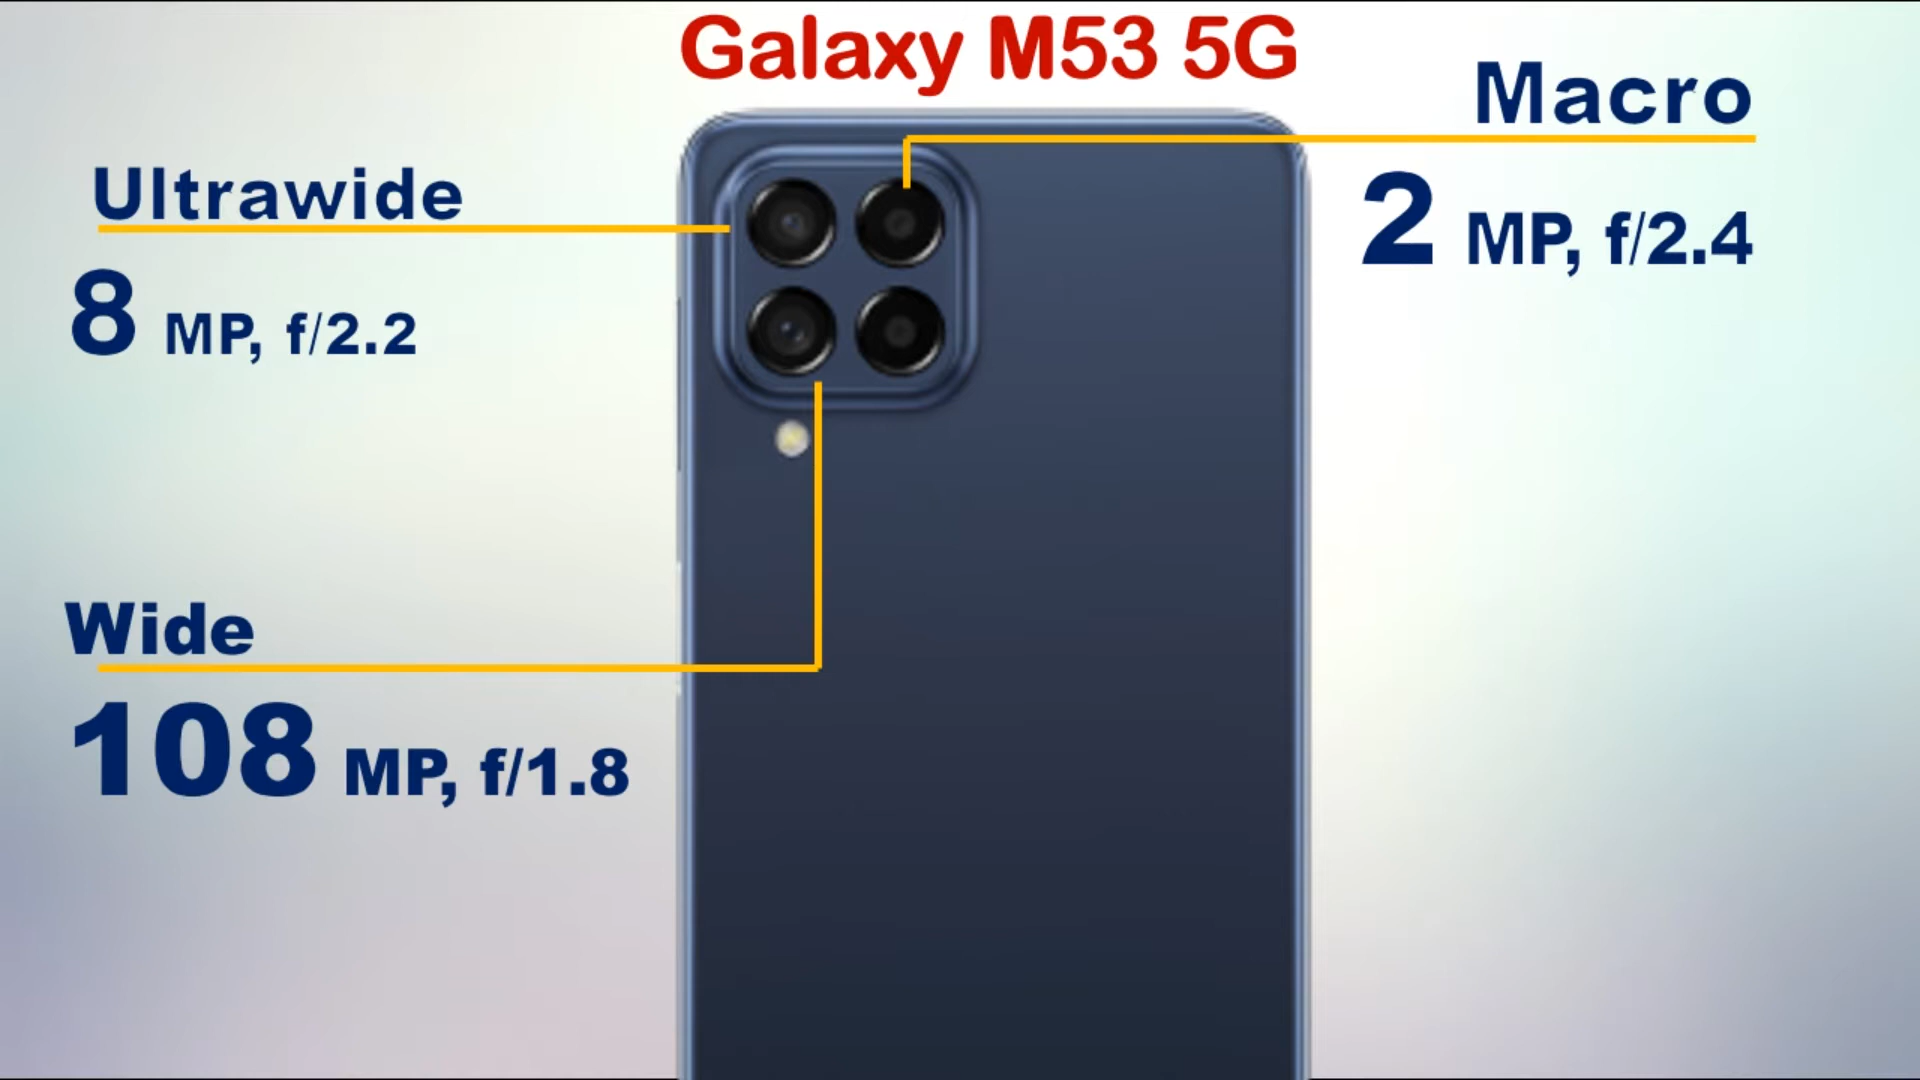 Galaxy M53 5G
Macro
2 MP, f/2.4
Ultrawide
8 MP, f/2.2
Wide
108 MP, f/1.8